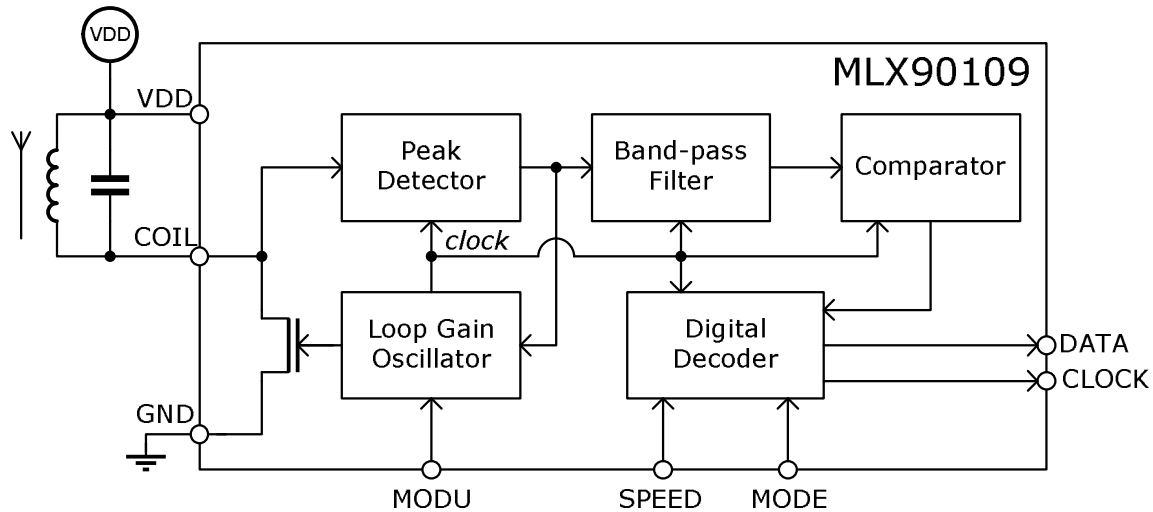 VDD
MLX90109
VDD
Peak
Detector
Band-pass
Filter
Comparator
COIL
clock
Loop Gain
Oscillator
Digital
Decoder
DATA
CLOCK
GND
MODU
SPEED
MODE